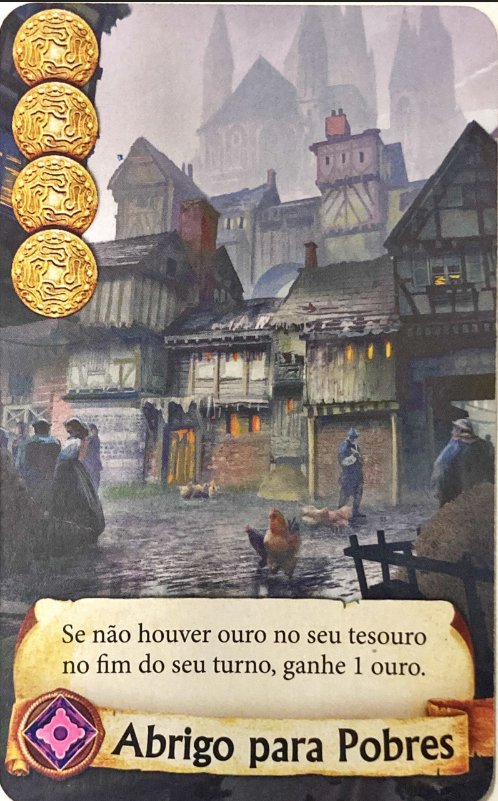 Se não houver ouro no seu tesouro
no fim do seu turno, ganhe 1 ouro.
Abrigo para Pobres